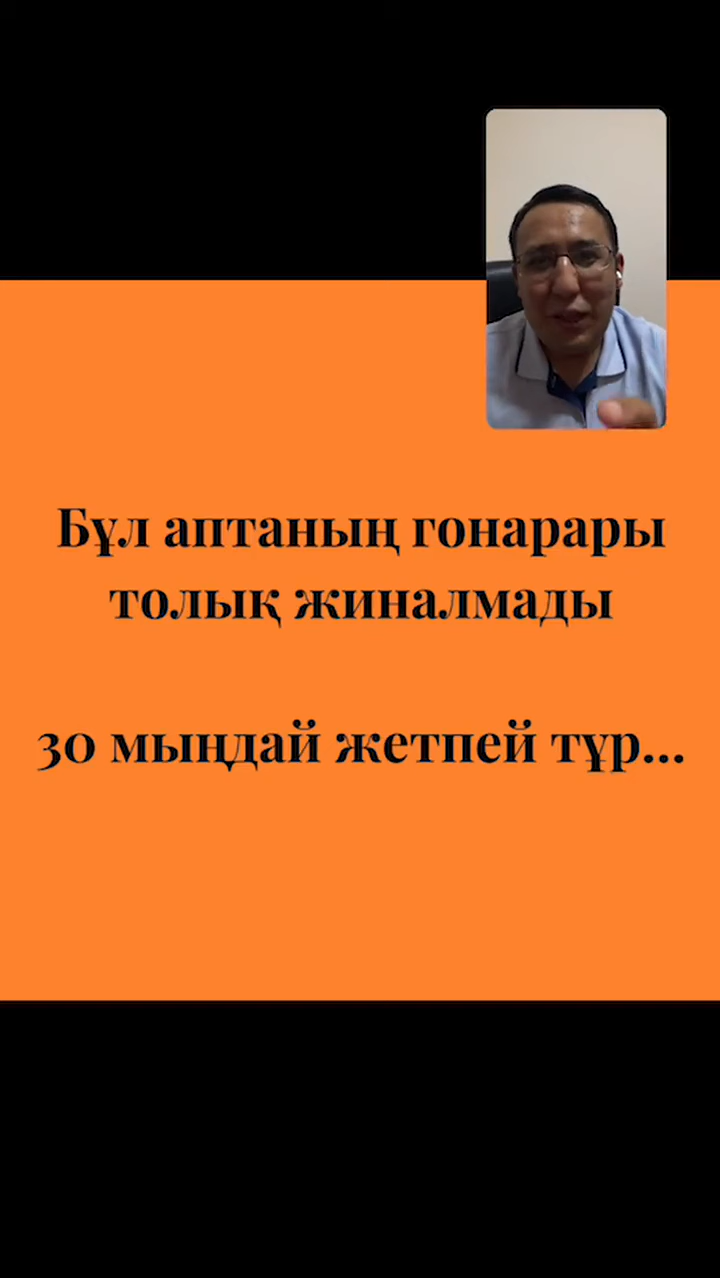 Бұл аптаның гонарары
толық жиналмады
30 мыңдай жетпей тұр...